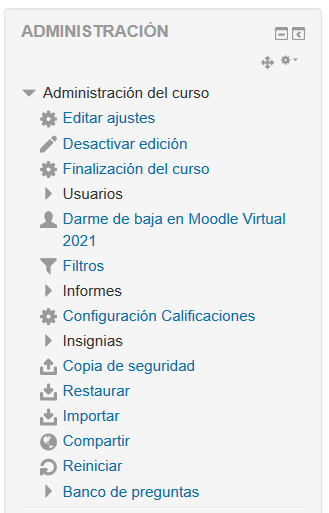 ADMINISTRACIÓN
Administración del curso
Editar ajustes
Desactivar edición
Finalización del curso
Usuarios
Darme de baja en Moodle Virtual
2021
Filtros
Informes
Configuración Calificaciones
Insignias
Copia de seguridad
Restaurar
Importar
Compartir
Reiniciar
Banco de preguntas